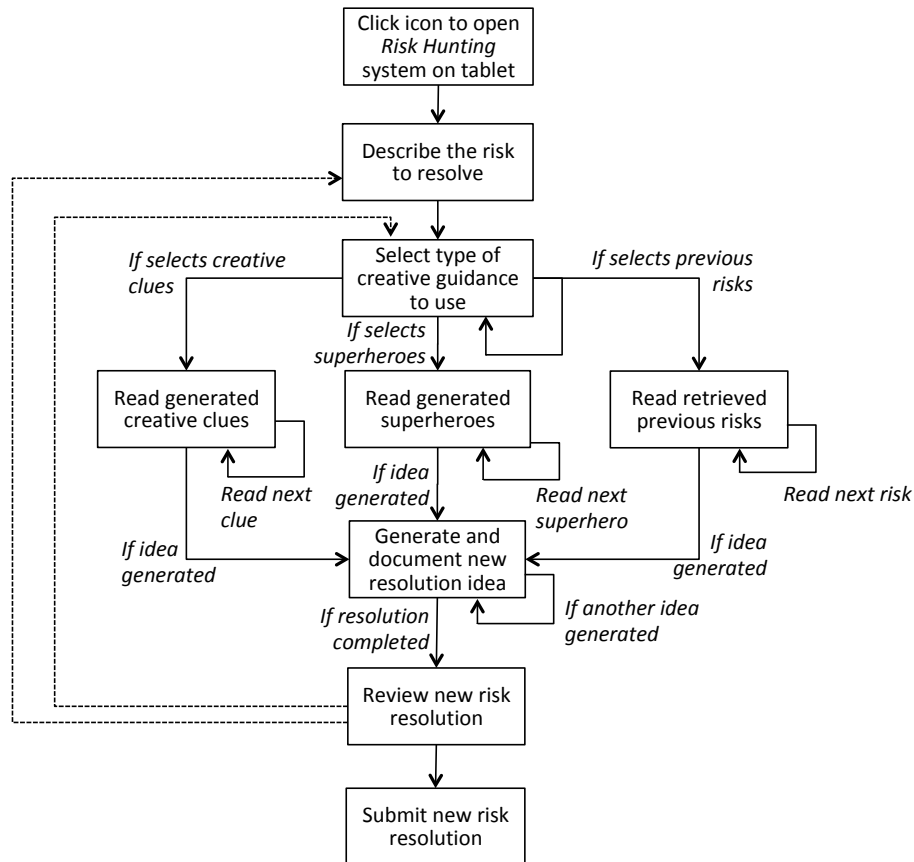 Click icon to open
Risk Hunting
system on tablet
Describe the risk
to resolve
Select type of
creative guidance
to use
If selects creative
clues
If selects previous
risks
If selects
superheroes
Read generated
creative clues
Read generated
superheroes
Read retrieved
previous risks
Read next
clue
If idea
generated
Read next
superhero
Read next risk
If idea
generated
Generate and
document new
resolution idea
If idea
generated
If resolution
completed
If another idea
generated
Review new risk
resolution
Submit new risk
resolution